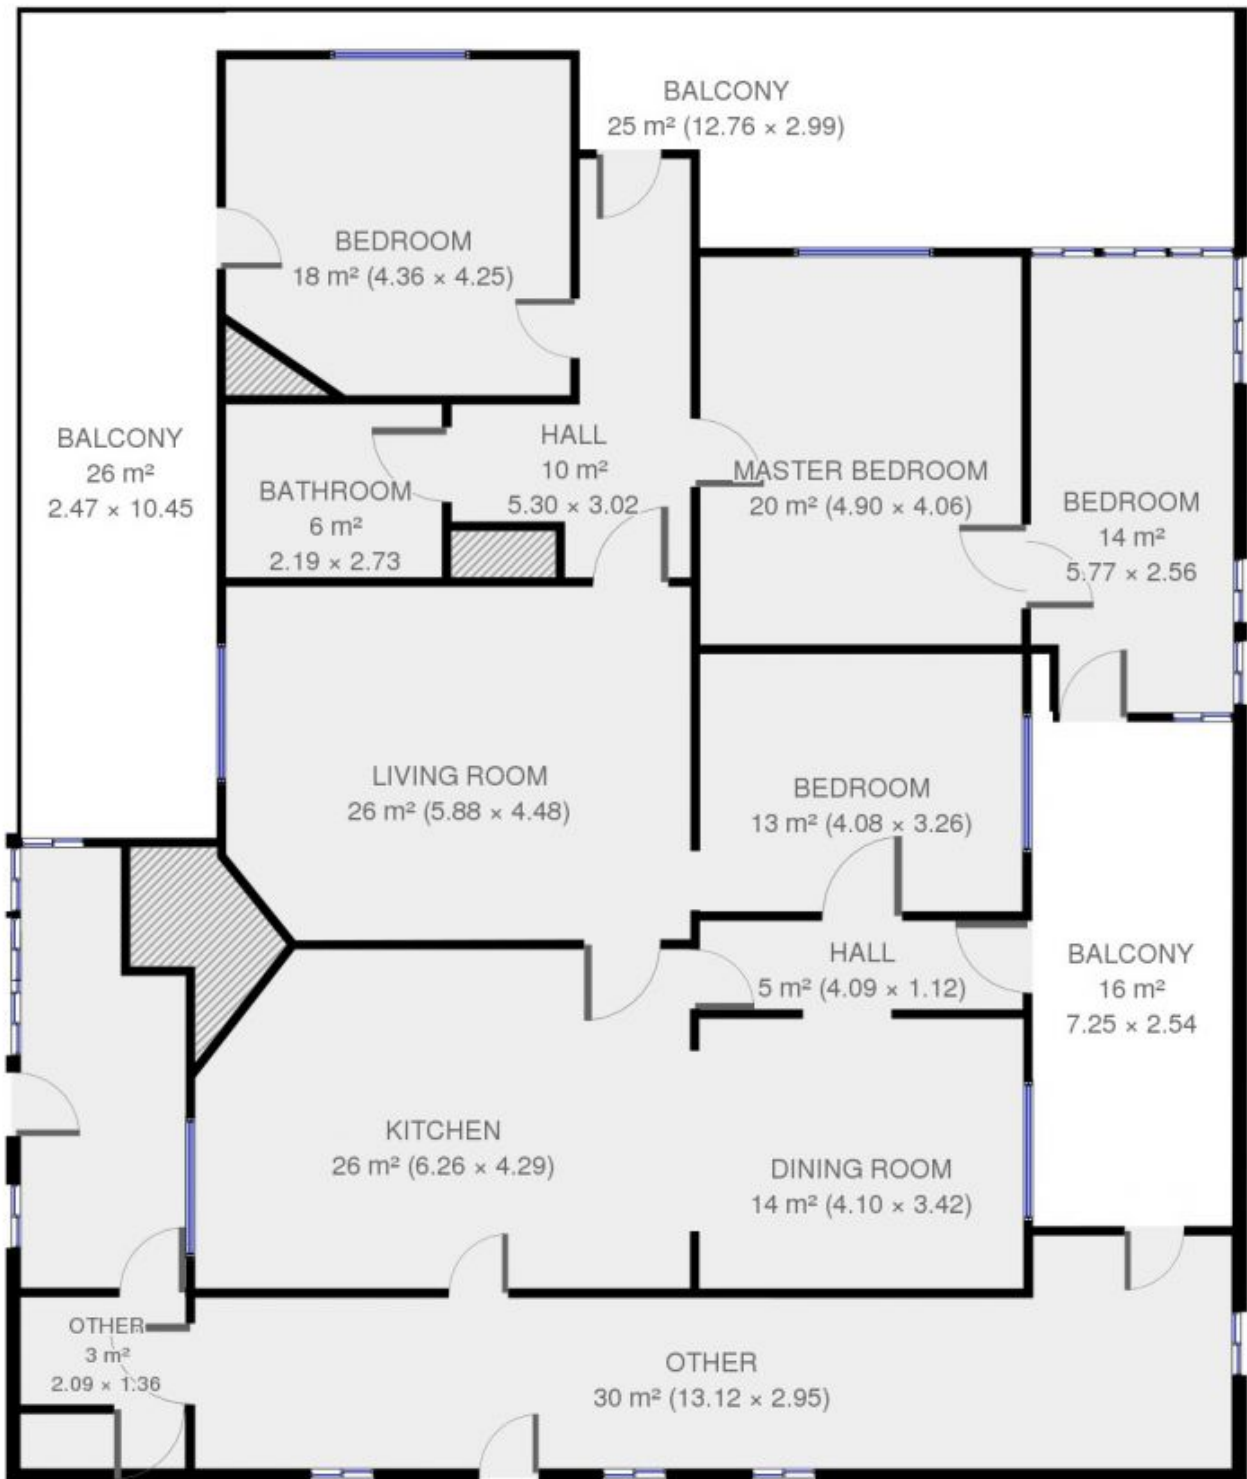 BALCONY
25 m² (12.76 × 2.99)
BEDROOM
18 m² (4.36 × 4.25)
BALCONY
26 m²
2.47 × 10.45
HALL
10 m²
5.30 × 3.02
BATHROOM
6 m²
2.19 × 2.73
MASTER BEDROOM
20 m² (4.90 × 4.06)
BEDROOM
14 m²
5.77 × 2.56
LIVING ROOM
26 m² (5.88 × 4.48)
BEDROOM
13 m² (4.08 × 3.26)
HALL
5 m² (4.09 × 1.12)
BALCONY
16 m²
7.25 × 2.54
KITCHEN
26 m² (6.26 × 4.29)
DINING ROOM
14 m² (4.10 × 3.42)
OTHER
3 m²
2.09 × 1.36
OTHER
30 m² (13.12 × 2.95)